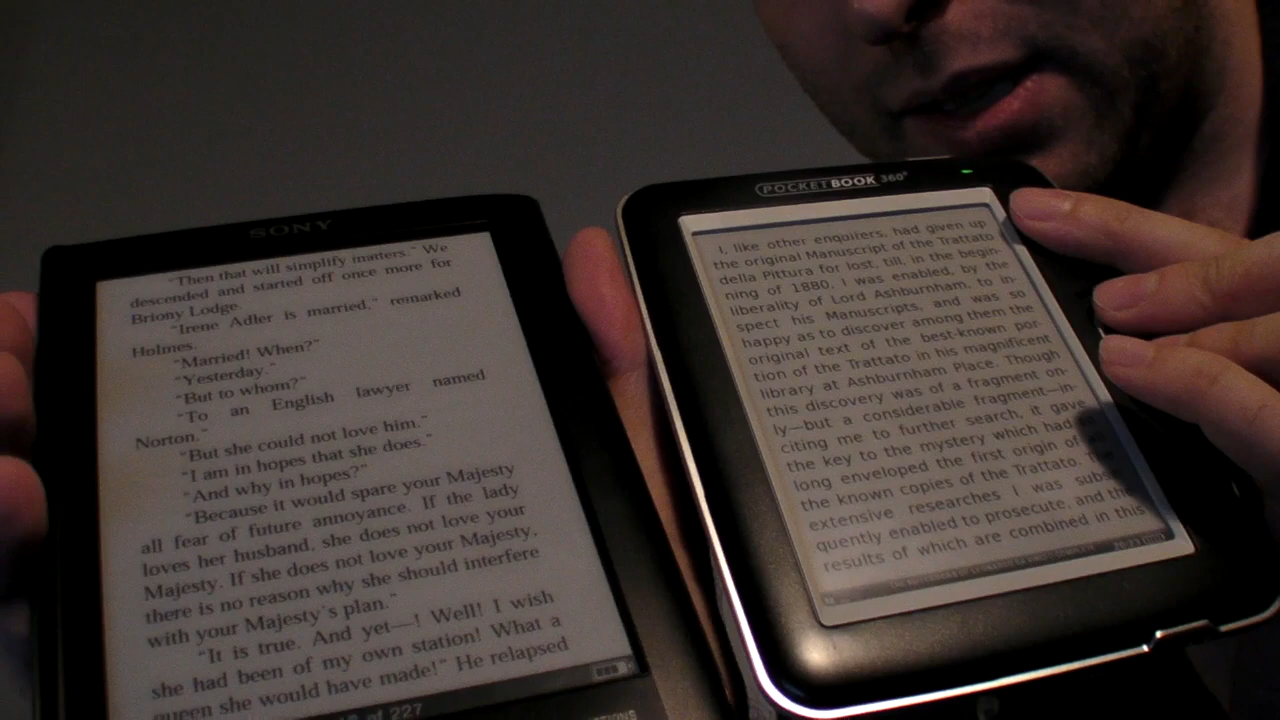 SONY
"Then that will simplify matters." We
descended and started off once more for
Briony Lodge.
"Irene Adler is married," remarked
Holmes.
"Married! When?"
"Yesterday."
"But to whom?"
"To an English lawyer named
Norton."
"But she could not love him."
"I am in hopes that she does."
"And why in hopes?"
"Because it would spare your Majesty
all fear of future annoyance. If the lady
loves her husband, she does not love your
Majesty. If she does not love your Majesty,
there is no reason why she should interfere
with your Majesty's plan."
"It is true. And yet—! Well! I wish
she had been of my own station! What a
queen she would have made!" He relapsed
of 227
POCKETBOOK 360°
I, like other enquirers, had given up
the original Manuscript of the Trattato
della Pittura for lost, till, in the begin-
ning of 1880, I was enabled, by the
liberality of Lord Ashburnham, to in-
spect his Manuscripts, and was so
happy as to discover among them the
original text of the best-known por-
tion of the Trattato in his magnificent
library at Ashburnham Place. Though
this discovery was of a fragment on-
ly—but a considerable fragment—in-
citing me to further search, it gave
the key to the mystery which had
long enveloped the first origin of
the known copies of the Trattato.
extensive researches I was subse
quently enabled to prosecute, and the
results of which are combined in this